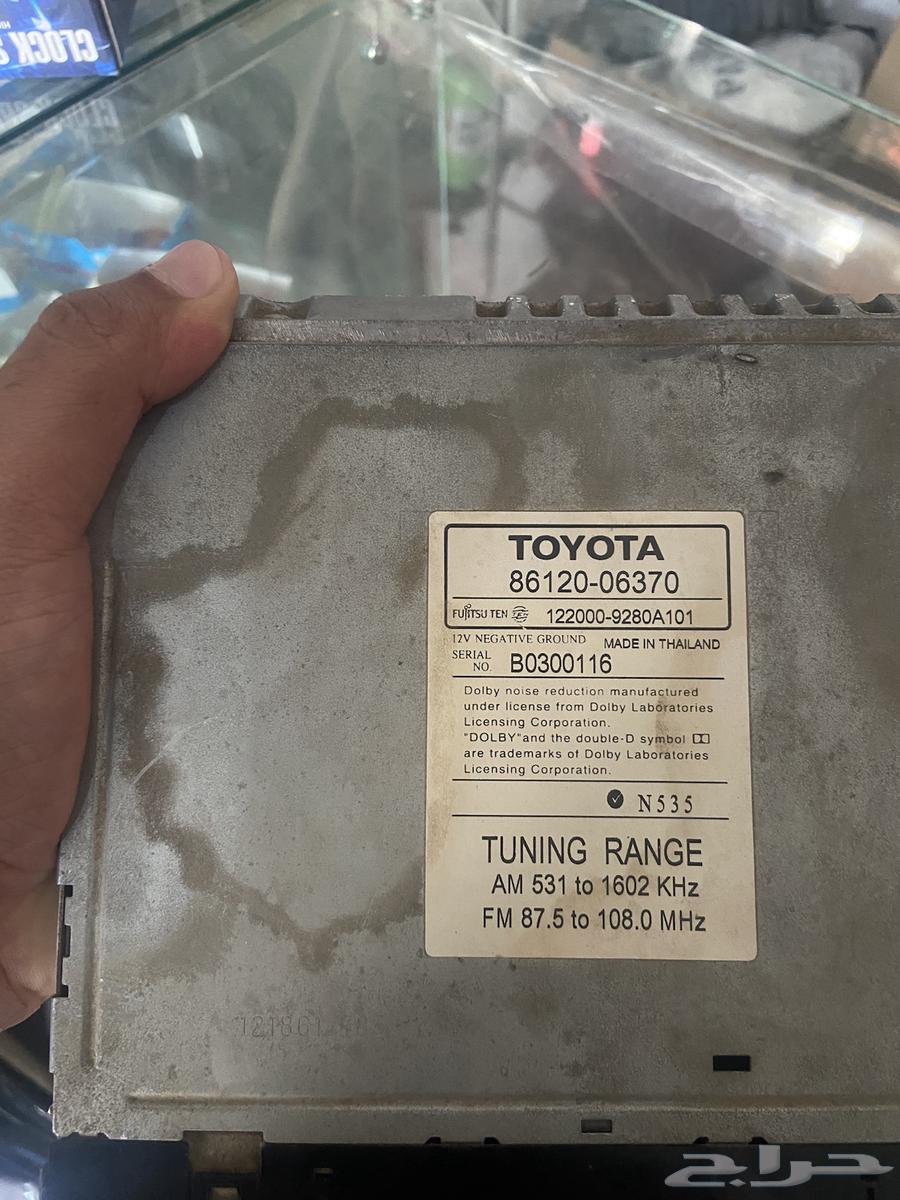 CLOCK
TOYOTA
86120-06370
FUJITSU TEN 122000-9280A101
12V NEGATIVE GROUND MADE IN THAILAND
SERIAL NO. B0300116
Dolby noise reduction manufactured
under license from Dolby Laboratories
Licensing Corporation.
"DOLBY"and the double-D symbol
are trademarks of Dolby Laboratories
Licensing Corporation.
N535
TUNING RANGE
AM 531 to 1602 KHz
FM 87.5 to 108.0 MHz
حراج